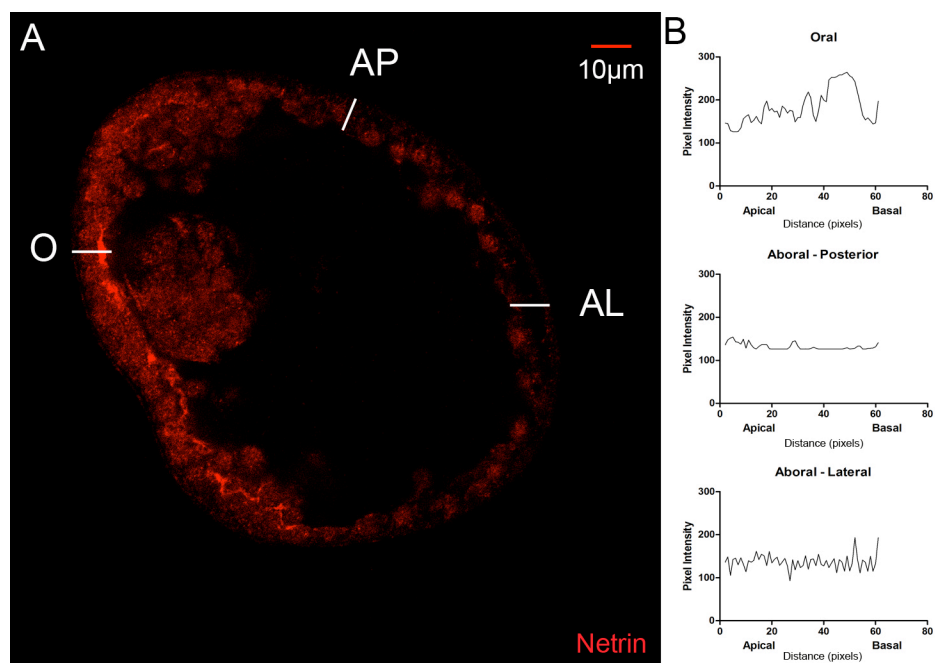 A
AP
10µm
O
AL
Netrin
B
Oral
Pixel Intensity
300
200
100
0
0 20 40 60 80
Apical Basal
Distance (pixels)
Aboral - Posterior
Pixel Intensity
300
200
100
0
0 20 40 60 80
Apical Basal
Distance (pixels)
Aboral - Lateral
Pixel Intensity
300
200
100
0
0 20 40 60 80
Apical Basal
Distance (pixels)